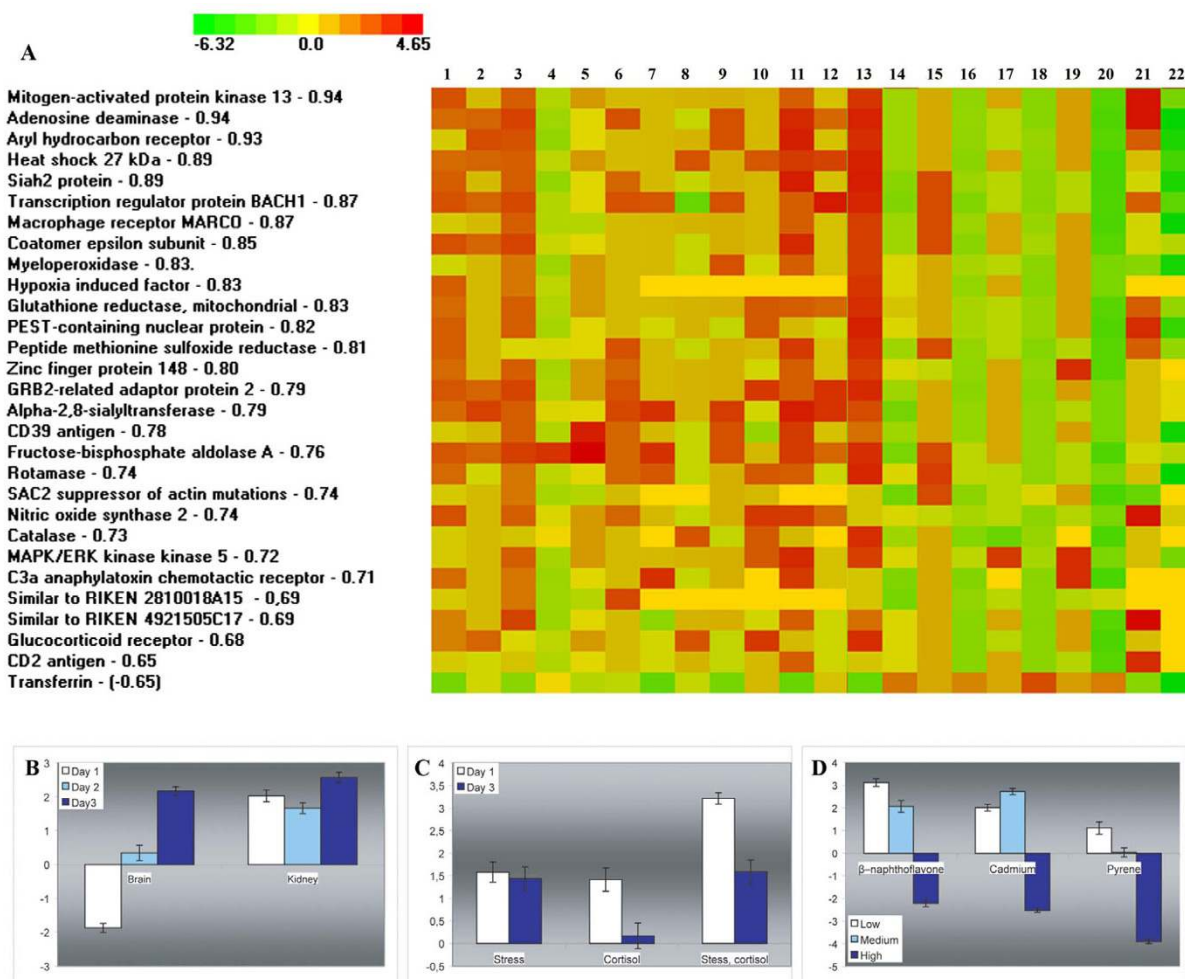 -6.32 0.0 4.65
A
1 2 3 4 5 6 7 8 9 10 11 12 13 14 15 16 17 18 19 20 21 22
Mitogen-activated protein kinase 13 - 0.94
Adenosine deaminase - 0.94
Aryl hydrocarbon receptor - 0.93
Heat shock 27 kDa - 0.89
Siah2 protein - 0.89
Transcription regulator protein BACH1 - 0.87
Macrophage receptor MARCO - 0.87
Coatomer epsilon subunit - 0.85
Myeloperoxidase - 0.83.
Hypoxia induced factor - 0.83
Glutathione reductase, mitochondrial - 0.83
PEST-containing nuclear protein - 0.82
Peptide methionine sulfoxide reductase - 0.81
Zinc finger protein 148 - 0.80
GRB2-related adaptor protein 2 - 0.79
Alpha-2,8-sialyltransferase - 0.79
CD39 antigen - 0.78
Fructose-bisphosphate aldolase A - 0.76
Rotamase - 0.74
SAC2 suppressor of actin mutations - 0.74
Nitric oxide synthase 2 - 0.74
Catalase - 0.73
MAPK/ERK kinase kinase 5 - 0.72
C3a anaphylatoxin chemotactic receptor - 0.71
Similar to RIKEN 2810018A15 - 0,69
Similar to RIKEN 4921505C17 - 0.69
Glucocorticoid receptor - 0.68
CD2 antigen - 0.65
Transferrin - (-0.65)
B
Day 1
Day 2
Day3
3
2
1
0
-1
-2
-3
Brain Kidney
C
Day 1
Day 3
4
3,5
3
2,5
2
1,5
1
0,5
0
-0,5
Stress Cortisol Stess, cortisol
D
4
3
2
1
0
-1
-2
-3
-4
-5
β-naphthoflavone Cadmium Pyrene
Low
Medium
High